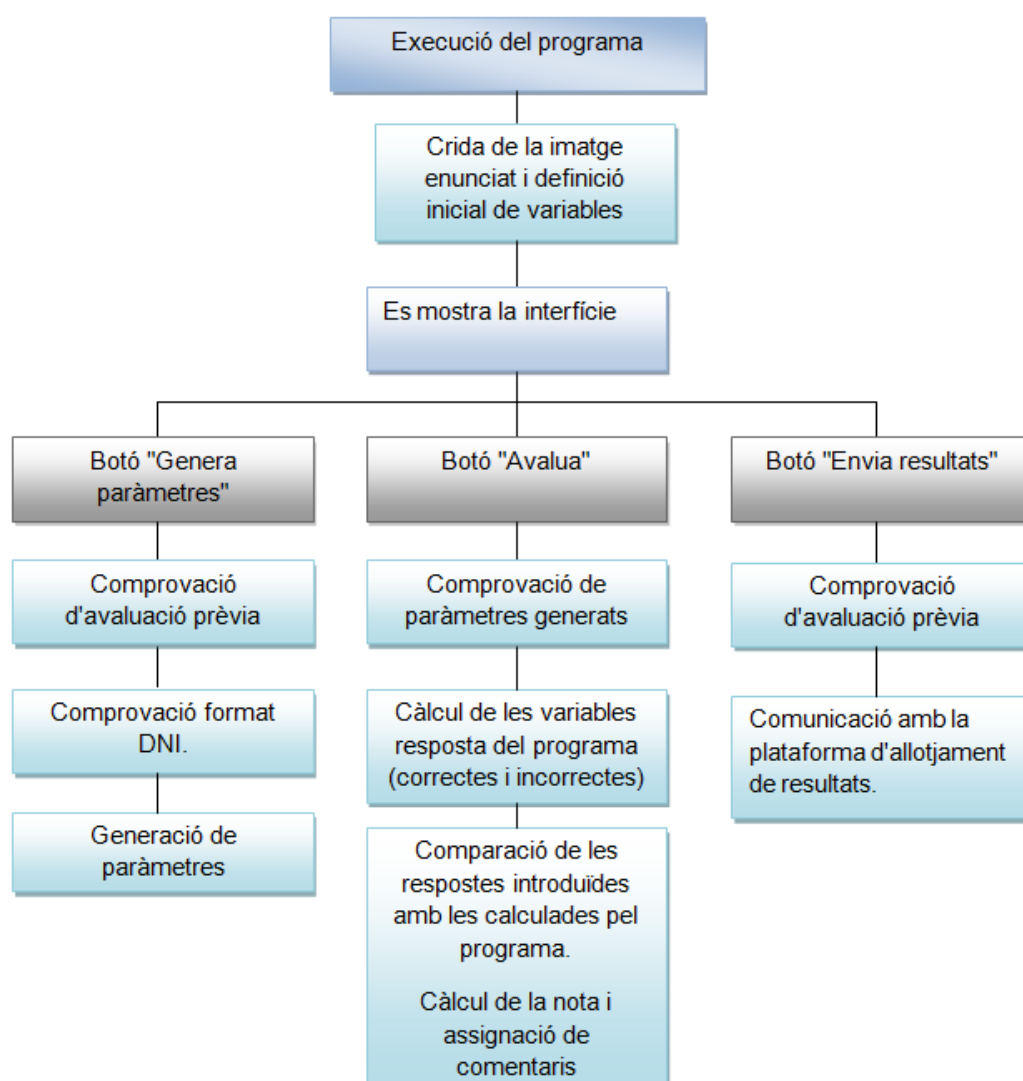 Execució del programa
Crida de la imatge
enunciat i definició
inicial de variables
Es mostra la interfície
Botó "Genera
paràmetres"
Comprovació
d'avaluació prèvia
Comprovació format
DNI.
Generació de
paràmetres
Botó "Avalua"
Comprovació de
paràmetres generats
Càlcul de les variables
resposta del programa
(correctes i incorrectes)
Comparació de les
respostes introduïdes
amb les calculades pel
programa.
Càlcul de la nota i
assignació de
comentaris
Botó "Envia resultats"
Comprovació
d'avaluació prèvia
Comunicació amb la
plataforma d'allotjament
de resultats.